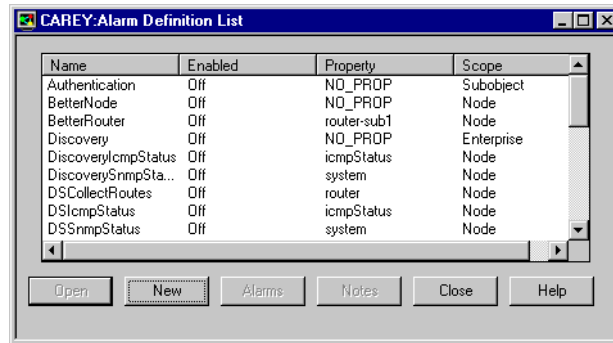 CAREY:Alarm Definition List
Name Enabled Property Scope
Authentication Off NO_PROP Subobject
BetterNode Off NO_PROP Node
BetterRouter Off router-sub1 Node
Discovery Off NO_PROP Enterprise
DiscoveryIcmpStatus Off icmpStatus Node
DiscoverySnmpSta... Off system Node
DSCollectRoutes Off router Node
DSIcmpStatus Off icmpStatus Node
DSSnmpStatus Off system Node
Open New Alarms Notes Close Help